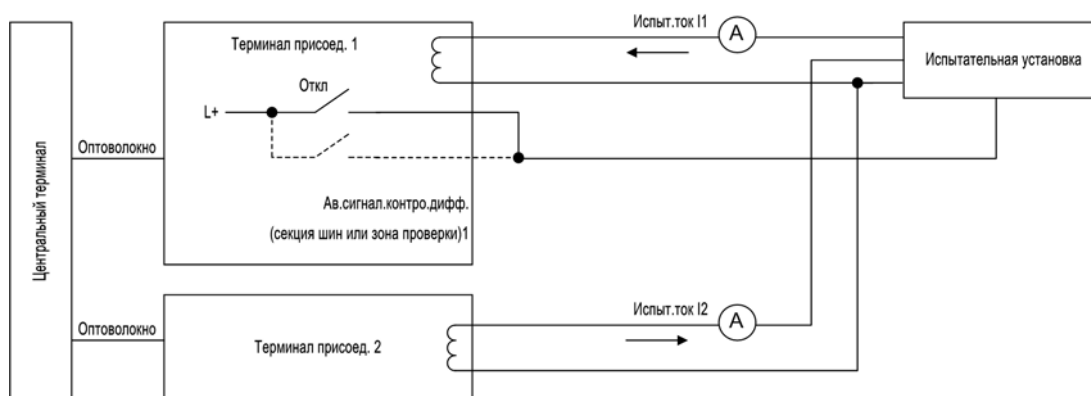 Испыт.ток I1
A
Терминал присоед. 1
Испытательная установка
Откл
L+
Оптоволокно
Центральный терминал
Ав.сигнал.контро.дифф.
(секция шин или зона проверки)1
Испыт.ток I2
A
Оптоволокно
Терминал присоед. 2